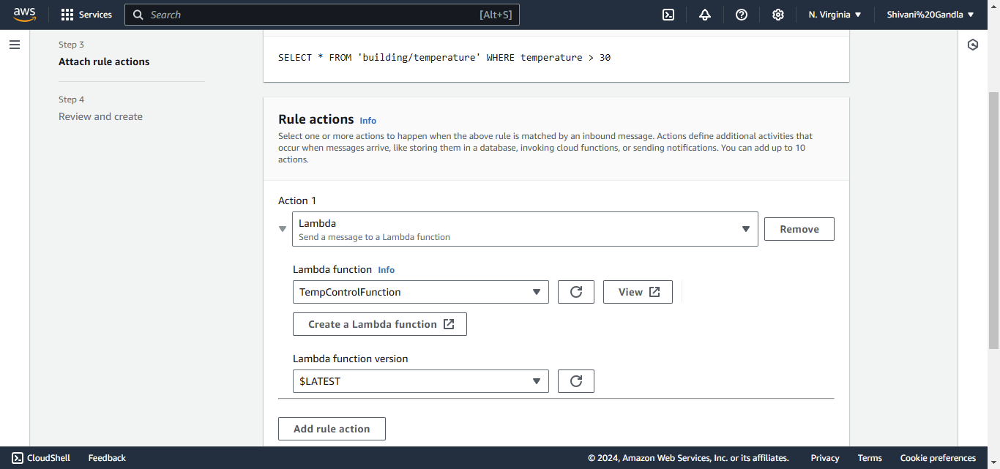 aws
Services
Search
[Alt+S]
N. Virginia
Shivani%20Gandla
Step 3
Attach rule actions
Step 4
Review and create
SELECT * FROM 'building/temperature' WHERE temperature > 30
Rule actions Info
Select one or more actions to happen when the above rule is matched by an inbound message. Actions define additional activities that
occur when messages arrive, like storing them in a database, invoking cloud functions, or sending notifications. You can add up to 10
actions.
Action 1
Lambda
Send a message to a Lambda function
Remove
Lambda function Info
TempControlFunction
View
Create a Lambda function
Lambda function version
$LATEST
Add rule action
CloudShell
Feedback
© 2024, Amazon Web Services, Inc. or its affiliates.
Privacy
Terms
Cookie preferences